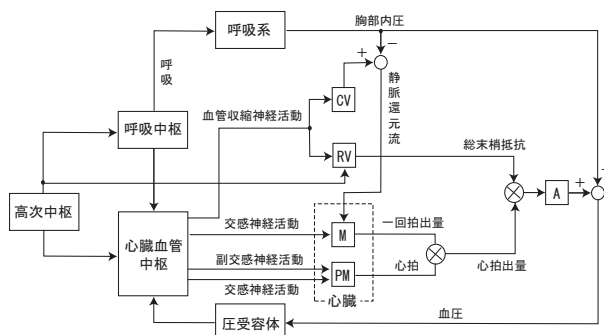 呼吸系
胸部内圧
+
−
呼吸
静脈還元流
CV
血管収縮神経活動
呼吸中枢
RV
総末梢抵抗
高次中枢
A
+
心臓血管
中枢
交感神経活動
M
一回拍出量
副交感神経活動
PM
心拍
心拍出量
交感神経活動
心臓
圧受容体
血圧